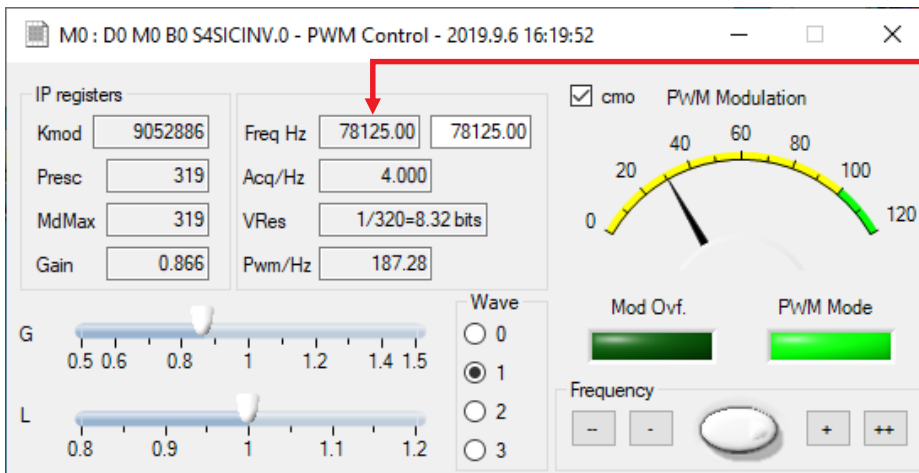 M0 : D0 M0 B0 S4SICINV.0 - PWM Control - 2019.9.6 16:19:52
IP registers
Kmod 9052886
Presc 319
MdMax 319
Gain 0.866
Freq Hz 78125.00 78125.00
Acq/Hz 4.000
VRes 1/320=8.32 bits
Pwm/Hz 187.28
cmo PWM Modulation
0 20 40 60 80 100 120
G
0.5 0.6 0.8 1 1.2 1.4 1.5
L
0.8 0.9 1 1.1 1.2
Wave
0
1
2
3
Mod Ovf. PWM Mode
Frequency
-- - + ++